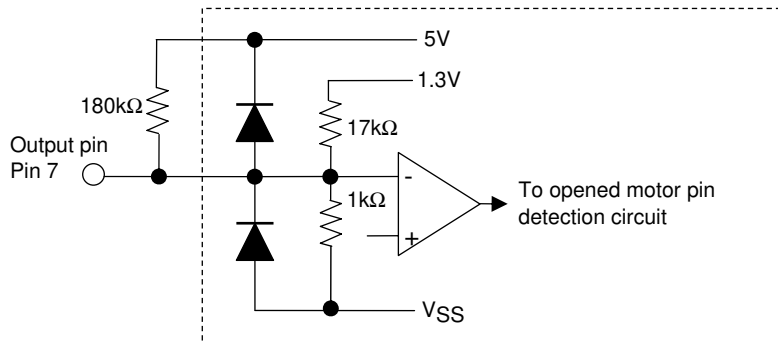 5V
1.3V
180kΩ
17kΩ
Output pin
Pin 7
-
1kΩ
To opened motor pin
detection circuit
+
VSS